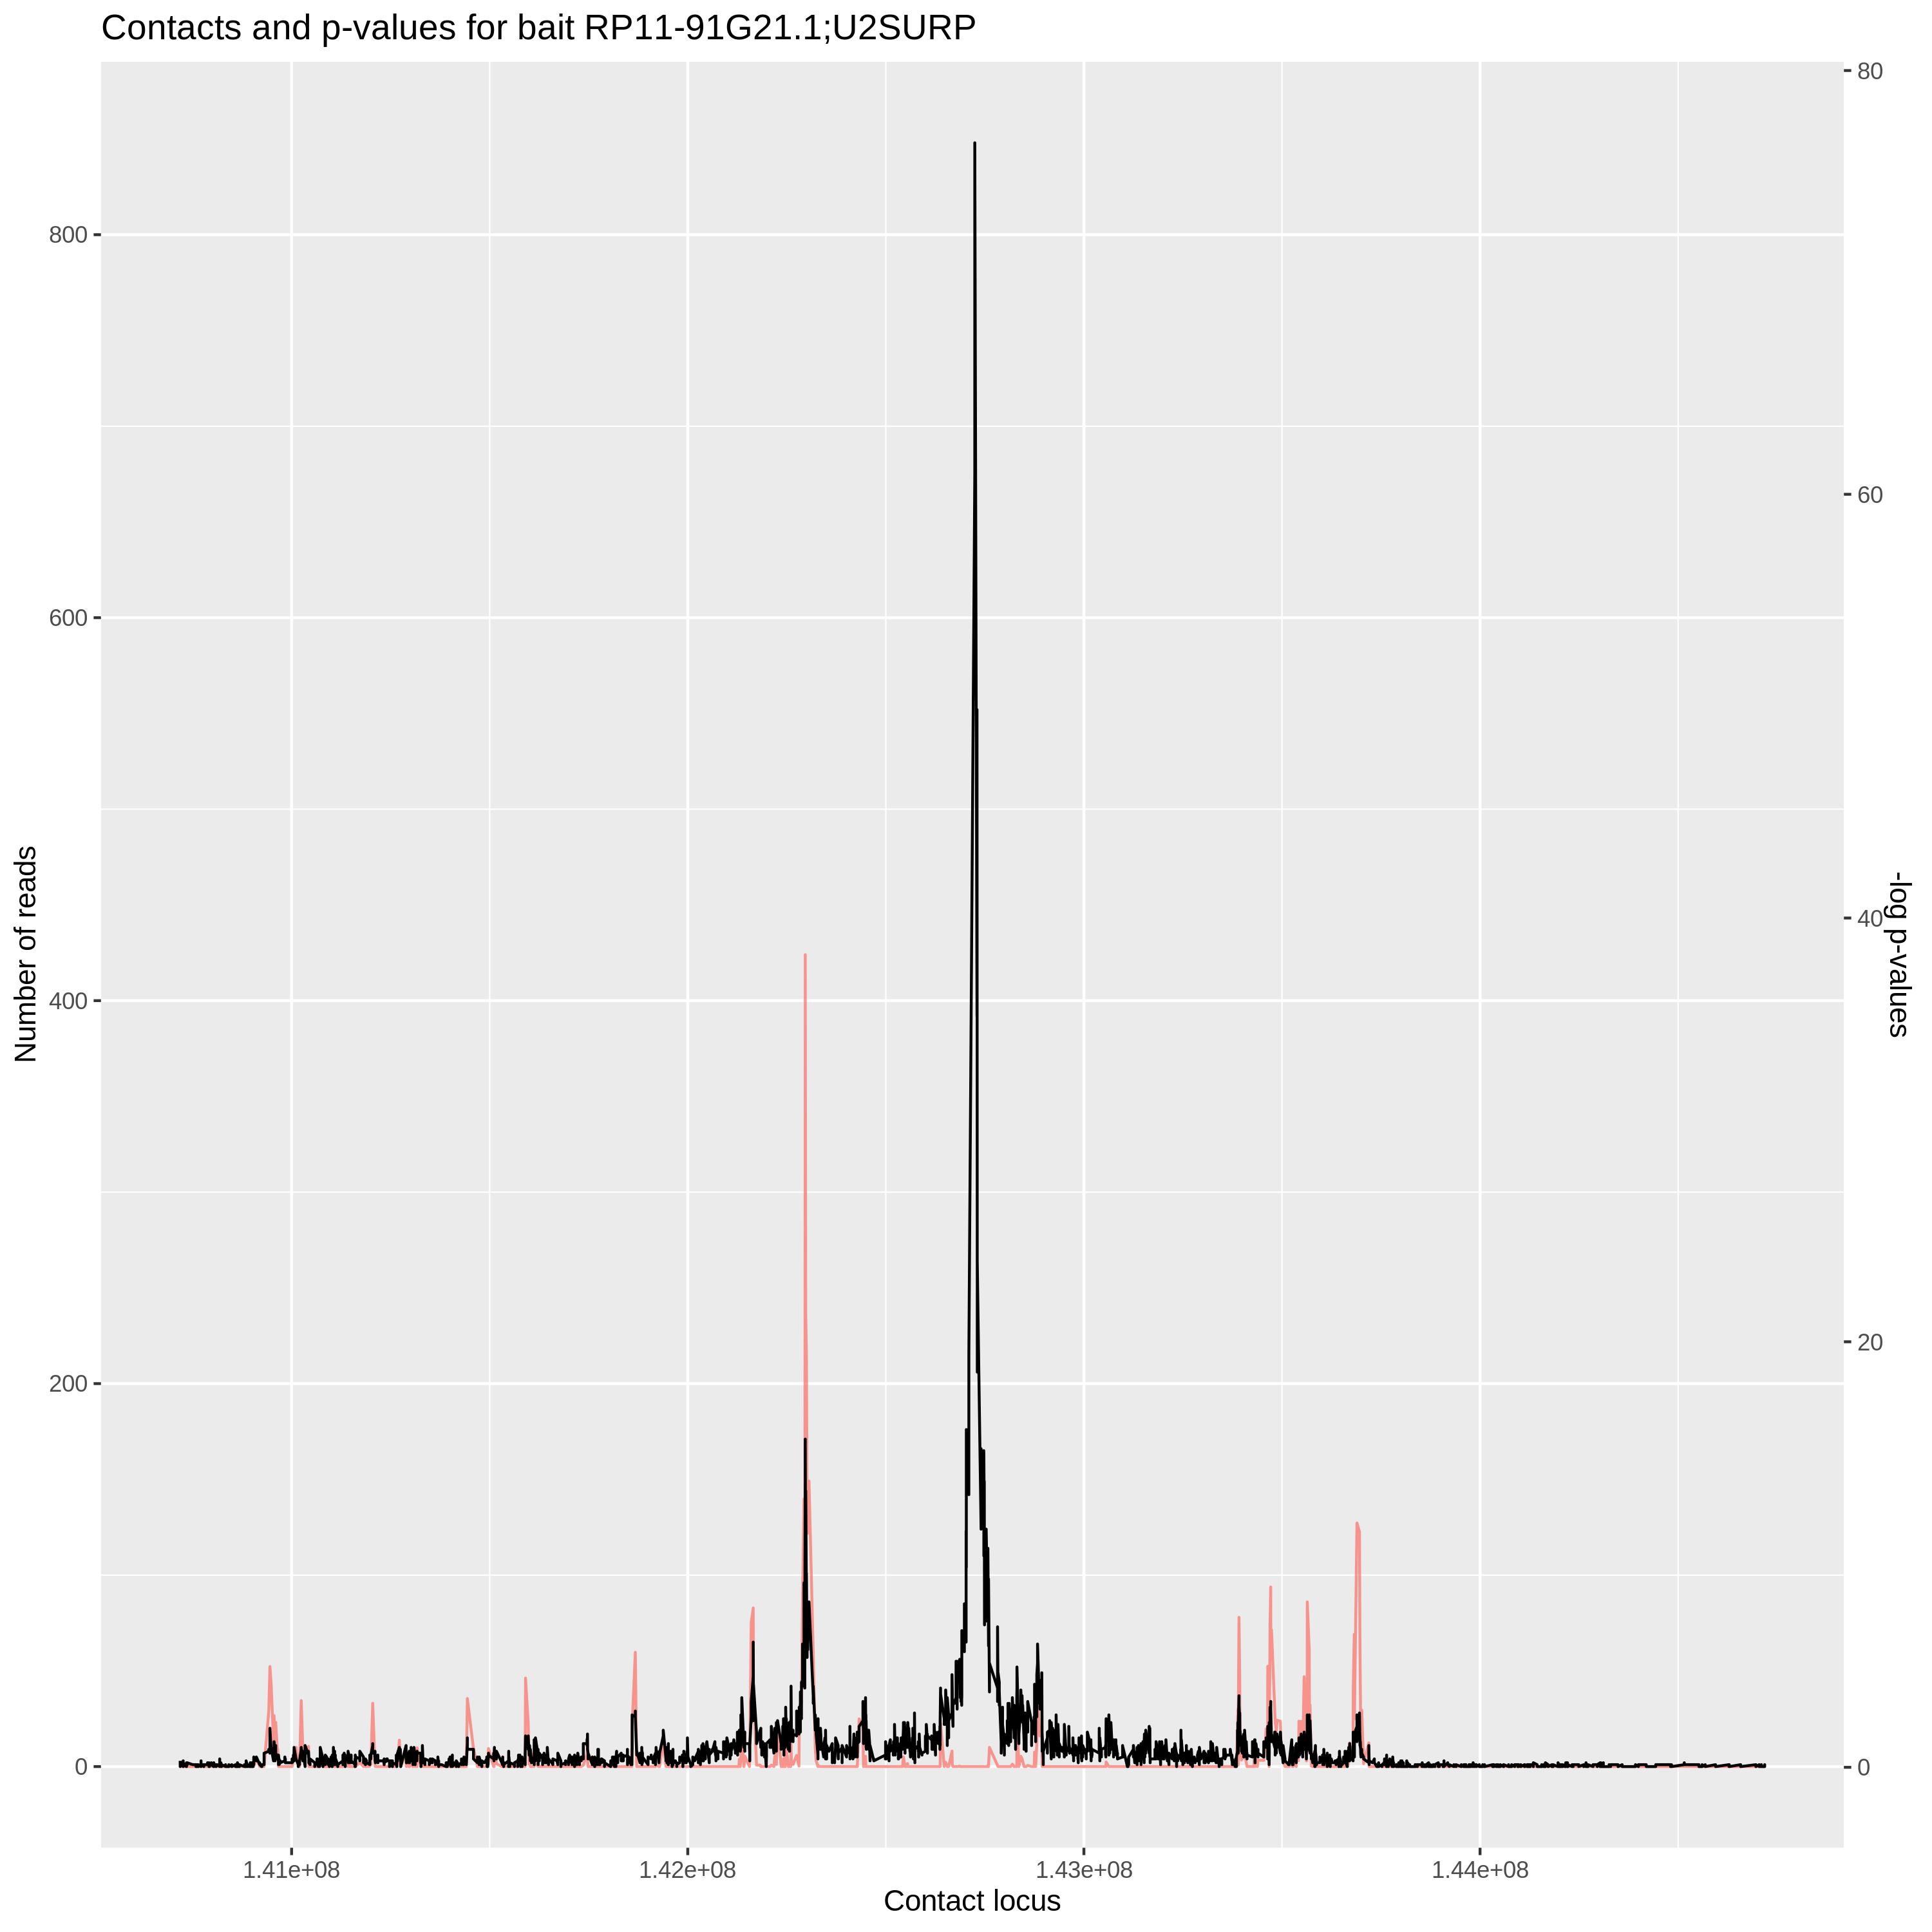 Contacts and p-values for bait RP11-91G21.1;U2SURP
80
800
60
600
Number of reads
-log p-values
40
400
20
200
0
0
1.41e+08 1.42e+08 1.43e+08 1.44e+08
Contact locus